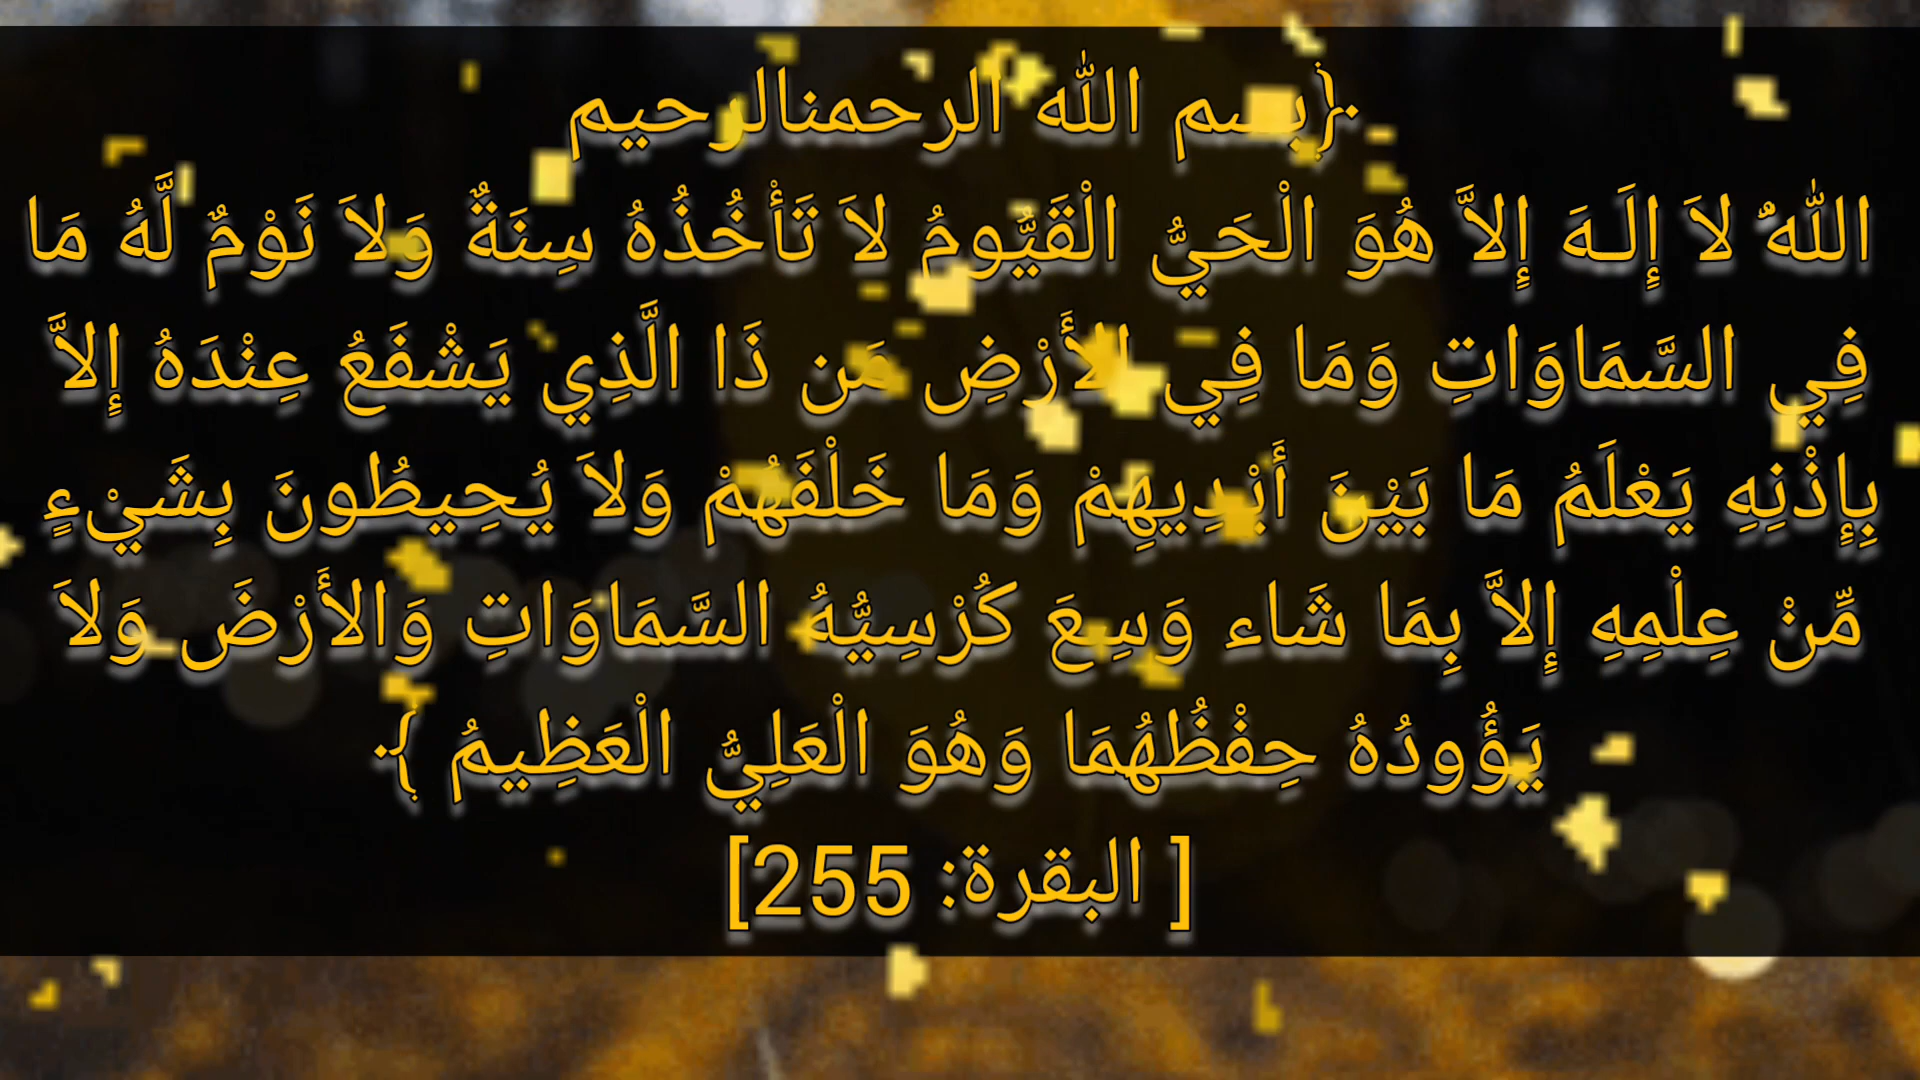 ﴿بسم الله الرحمنالرحيم
اللّهُ لاَ إِلَـهَ إِلاَّ هُوَ الْحَيُّ الْقَيُّومُ لاَ تَأْخُذُهُ سِنَةٌ وَلاَ نَوْمٌ لَّهُ مَا
فِي السَّمَاوَاتِ وَمَا فِي الأَرْضِ مَن ذَا الَّذِي يَشْفَعُ عِنْدَهُ إِلاَّ
بِإِذْنِهِ يَعْلَمُ مَا بَيْنَ أَيْدِيهِمْ وَمَا خَلْفَهُمْ وَلاَ يُحِيطُونَ بِشَيْءٍ
مِّنْ عِلْمِهِ إِلاَّ بِمَا شَاء وَسِعَ كُرْسِيُّهُ السَّمَاوَاتِ وَالأَرْضَ وَلاَ
يَؤُودُهُ حِفْظُهُمَا وَهُوَ الْعَلِيُّ الْعَظِيمُ ﴾
[ البقرة: 255]